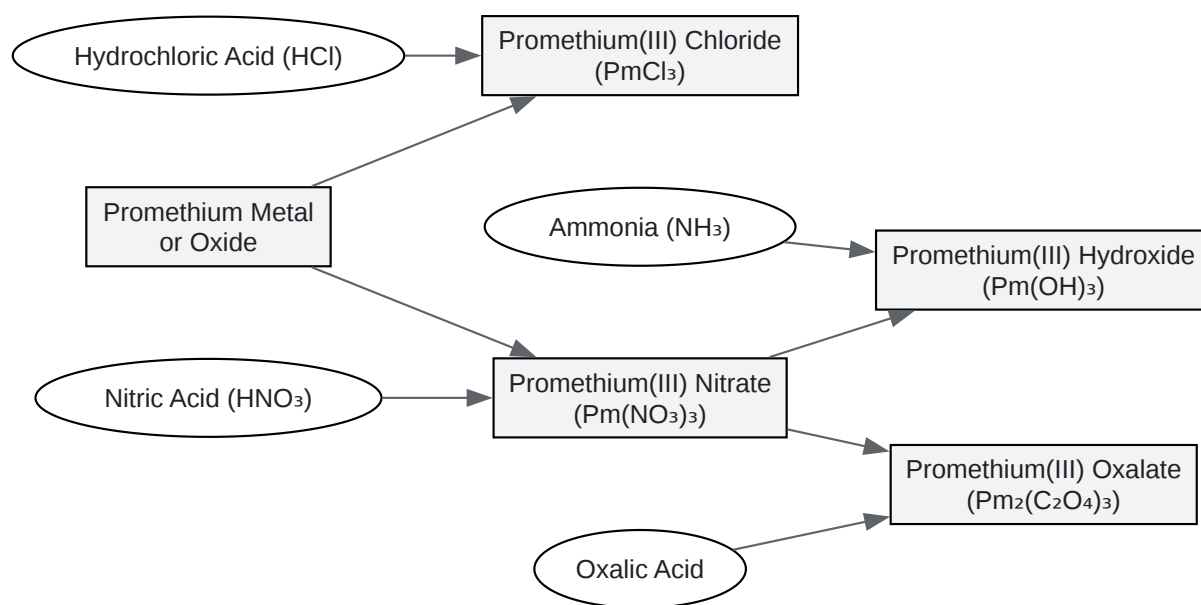 Hydrochloric Acid (HCl)
Promethium(III) Chloride
(PmCl₃)
Promethium Metal
or Oxide
Ammonia (NH₃)
Promethium(III) Hydroxide
(Pm(OH)₃)
Nitric Acid (HNO₃)
Promethium(III) Nitrate
(Pm(NO₃)₃)
Promethium(III) Oxalate
(Pm₂(C₂O₄)₃)
Oxalic Acid